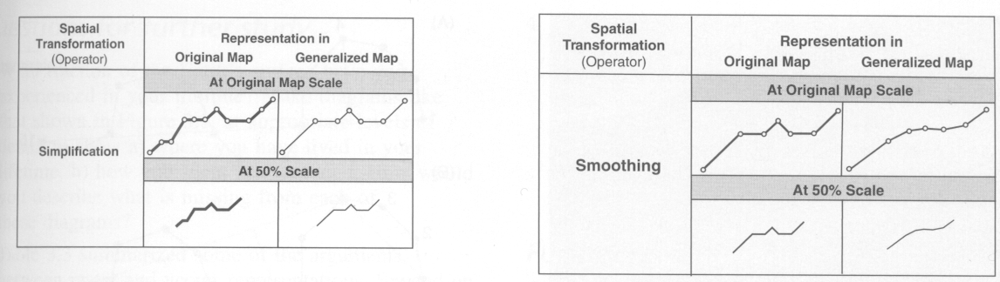 Spatial
Transformation
(Operator)
Representation in
Original Map Generalized Map
At Original Map Scale
Simplification
At 50% Scale
Spatial
Transformation
(Operator)
Representation in
Original Map Generalized Map
At Original Map Scale
Smoothing
At 50% Scale